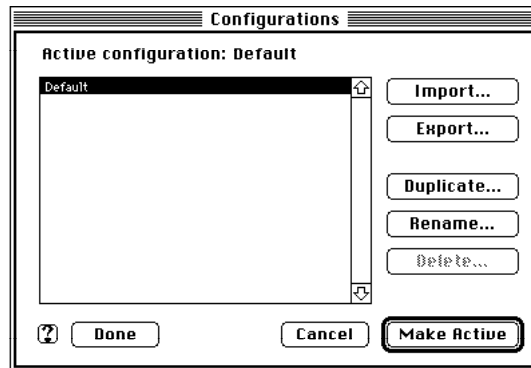 Configurations
Active configuration: Default
Default
Import...
Export...
Duplicate...
Rename...
Delete...
?
Done
Cancel
Make Active